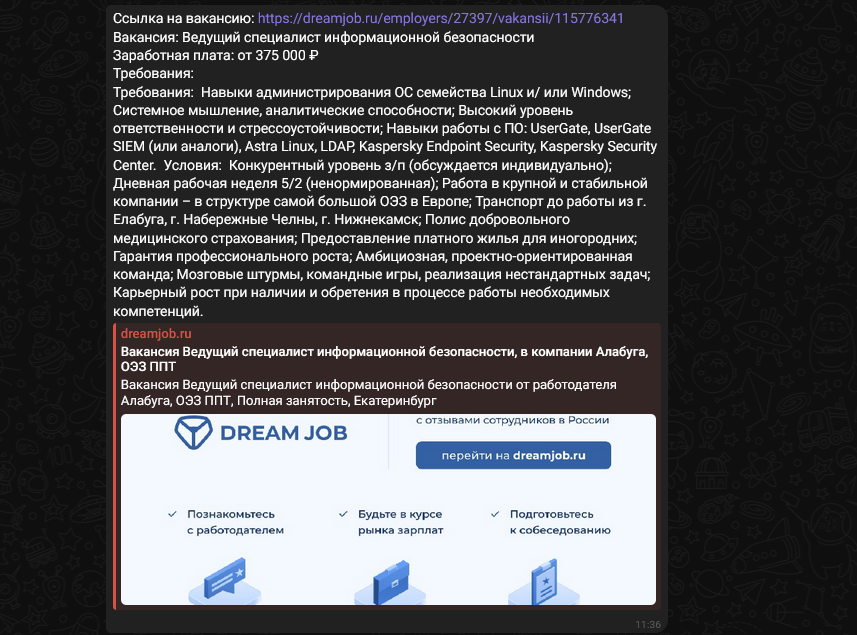 Ссылка на вакансию: https://dreamjob.ru/employers/27397/vakansii/115776341
Вакансия: Ведущий специалист информационной безопасности
Заработная плата: от 375 000 ₽
Требования:
Требования:  Навыки администрирования ОС семейства Linux и/ или Windows;
Системное мышление, аналитические способности; Высокий уровень
ответственности и стрессоустойчивости; Навыки работы с ПО: UserGate, UserGate
SIEM (или аналоги), Astra Linux, LDAP, Kaspersky Endpoint Security, Kaspersky Security
Center.  Условия:  Конкурентный уровень з/п (обсуждается индивидуально);
Дневная рабочая неделя 5/2 (ненормированная); Работа в крупной и стабильной
компании – в структуре самой большой ОЭЗ в Европе; Транспорт до работы из г.
Елабуга, г. Набережные Челны, г. Нижнекамск; Полис добровольного
медицинского страхования; Предоставление платного жилья для иногородних;
Гарантия профессионального роста; Амбициозная, проектно-ориентированная
команда; Мозговые штурмы, командные игры, реализация нестандартных задач;
Карьерный рост при наличии и обретения в процессе работы необходимых
компетенций.
dreamjob.ru
Вакансия Ведущий специалист информационной безопасности, в компании Алабуга,
ОЭЗ ППТ
Вакансия Ведущий специалист информационной безопасности от работодателя
Алабуга, ОЭЗ ППТ, Полная занятость, Екатеринбург
DREAM JOB
с отзывами сотрудников в России
перейти на dreamjob.ru
Познакомьтесь
с работодателем
Будьте в курсе
рынка зарплат
Подготовьтесь
к собеседованию
11:36